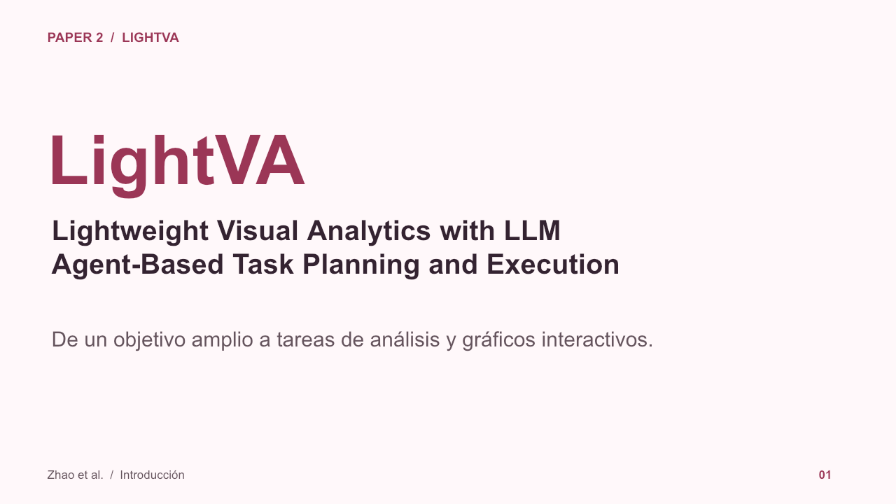 PAPER 2 / LIGHTVA
LightVA
Lightweight Visual Analytics with LLM
Agent-Based Task Planning and Execution
De un objetivo amplio a tareas de análisis y gráficos interactivos.
Zhao et al. / Introducción
01